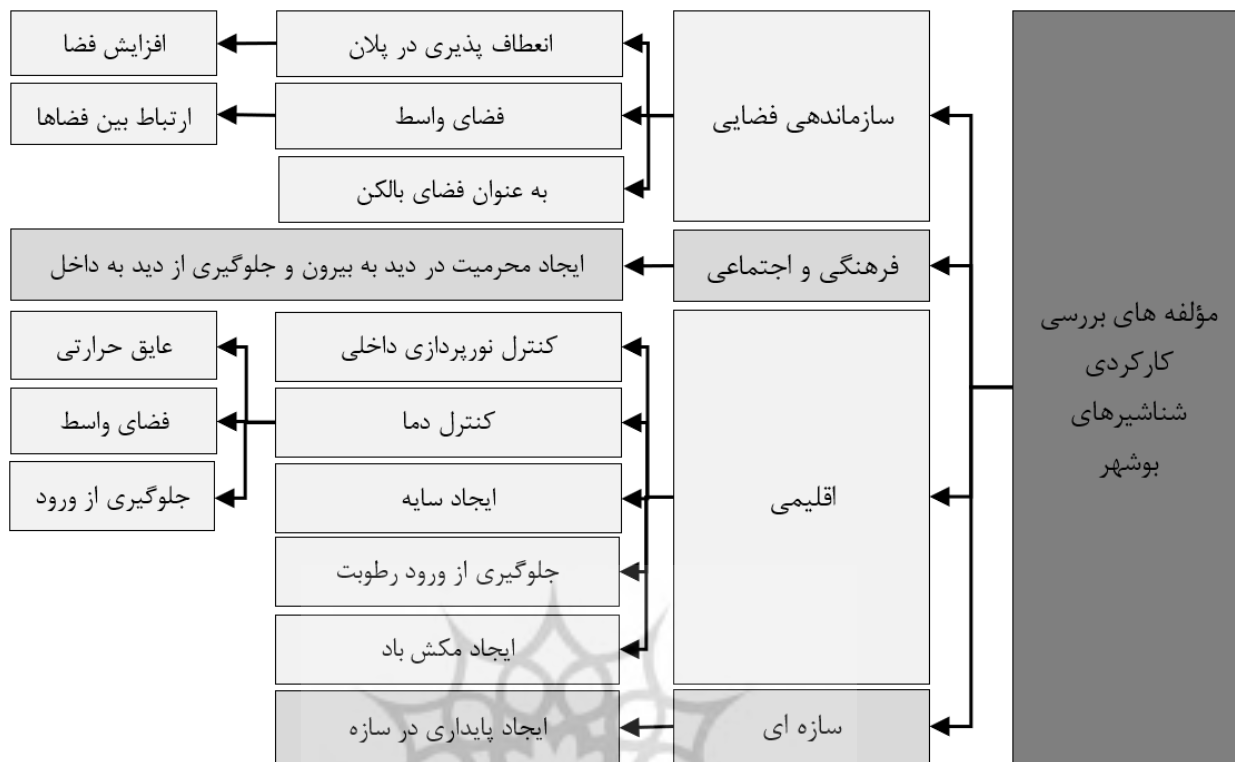 مؤلفه های بررسی
کارکردی
شناشیرهای
بوشهر
سازماندهی فضایی
انعطاف پذیری در پلان
افزایش فضا
فضای واسط
ارتباط بین فضاها
به عنوان فضای بالکن
فرهنگی و اجتماعی
ایجاد محرمیت در دید به بیرون و جلوگیری از دید به داخل
اقلیمی
کنترل نورپردازی داخلی
کنترل دما
عایق حرارتی
فضای واسط
جلوگیری از ورود
ایجاد سایه
جلوگیری از ورود رطوبت
ایجاد مکش باد
سازه ای
ایجاد پایداری در سازه